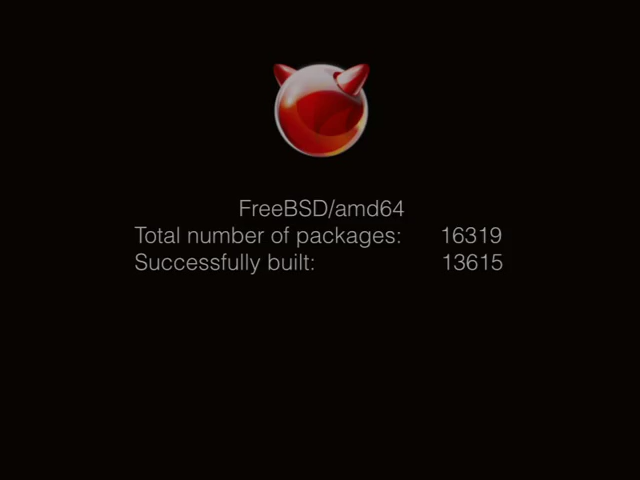 FreeBSD/amd64
Total number of packages: 16319
Successfully built: 13615